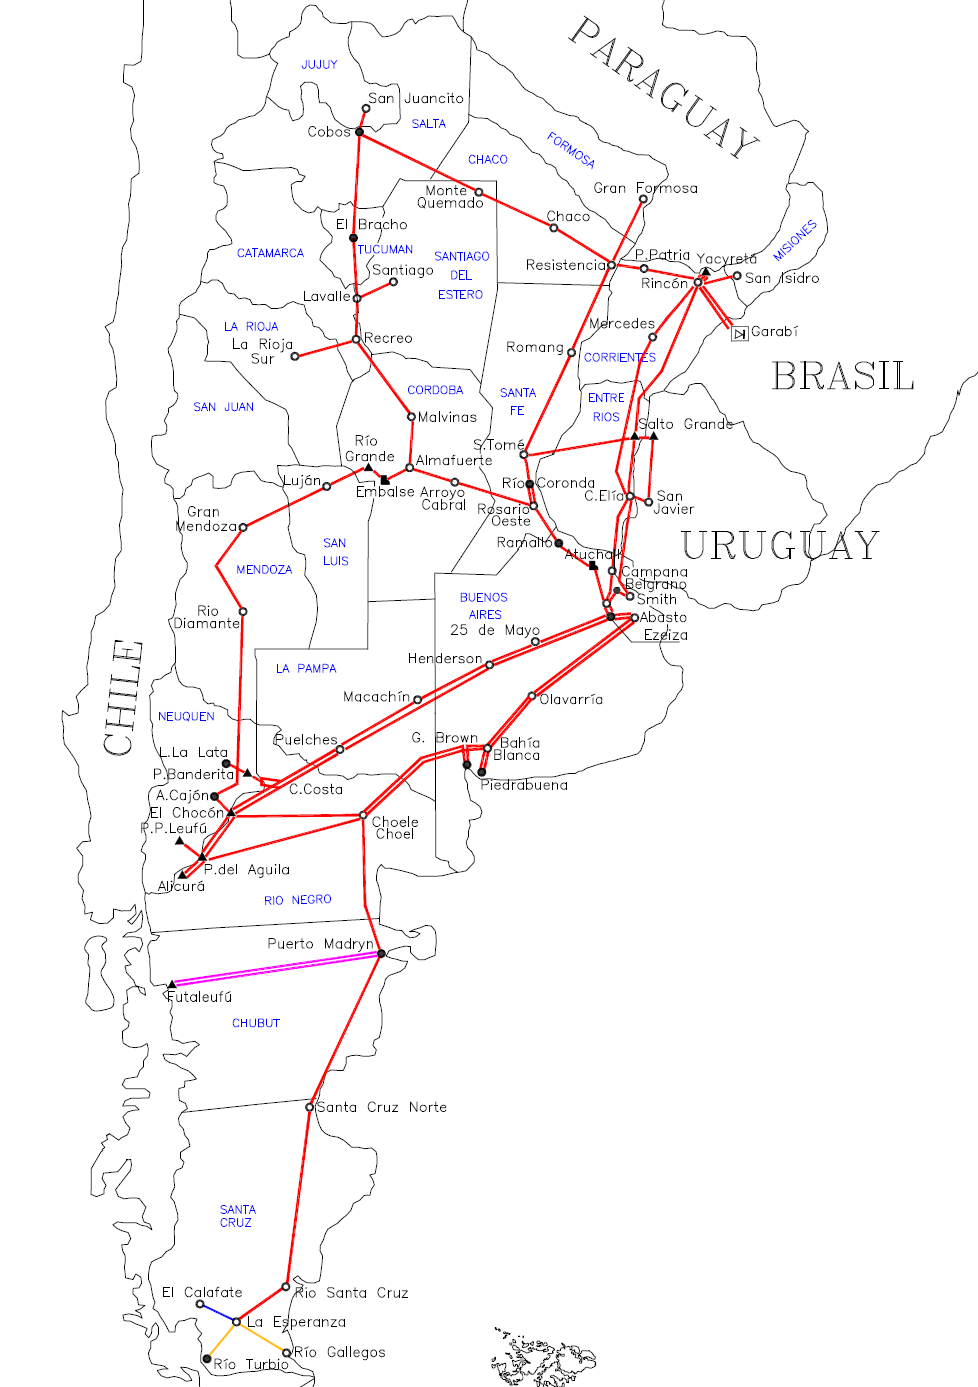 PARAGUAY
JUJUY
San Juancito
SALTA
Cobos
FORMOSA
CHACO
Monte
Quemado
Gran Formosa
Chaco
El Bracho
MISIONES
CATAMARCA
TUCUMAN
SANTIAGO
DEL
ESTERO
Santiago
Resistencia
P.Patria
Yacyretá
San Isidro
Rincón
Lavalle
LA RIOJA
La Rioja
Sur
Recreo
Mercedes
Garabí
Romang
CORRIENTES
BRASIL
SAN JUAN
CORDOBA
SANTA
FE
ENTRE
RIOS
Malvinas
Salto Grande
Río
Grande
S.Tomé
Almafuerte
Luján
Embalse
Arroyo
Cabral
Río Coronda
C.Elía
San
Javier
Rosario
Oeste
Gran
Mendoza
Ramallo
URUGUAY
SAN
LUIS
MENDOZA
Atucha
Campana
Belgrano
Smith
BUENOS
AIRES
Rio
Diamante
Abasto
Ezeiza
25 de Mayo
Henderson
CHILE
LA PAMPA
Macachín
Olavarría
NEUQUEN
Puelches
G. Brown
Bahía
Blanca
L.La Lata
P.Banderita
Piedrabuena
C.Costa
A.Cajón
El Chocón
P.P.Leufú
Choele
Choel
P.del Aguila
Alicurá
RIO NEGRO
Puerto Madryn
Futaleufú
CHUBUT
Santa Cruz Norte
SANTA
CRUZ
El Calafate
Rio Santa Cruz
La Esperanza
Río Gallegos
Río Turbio